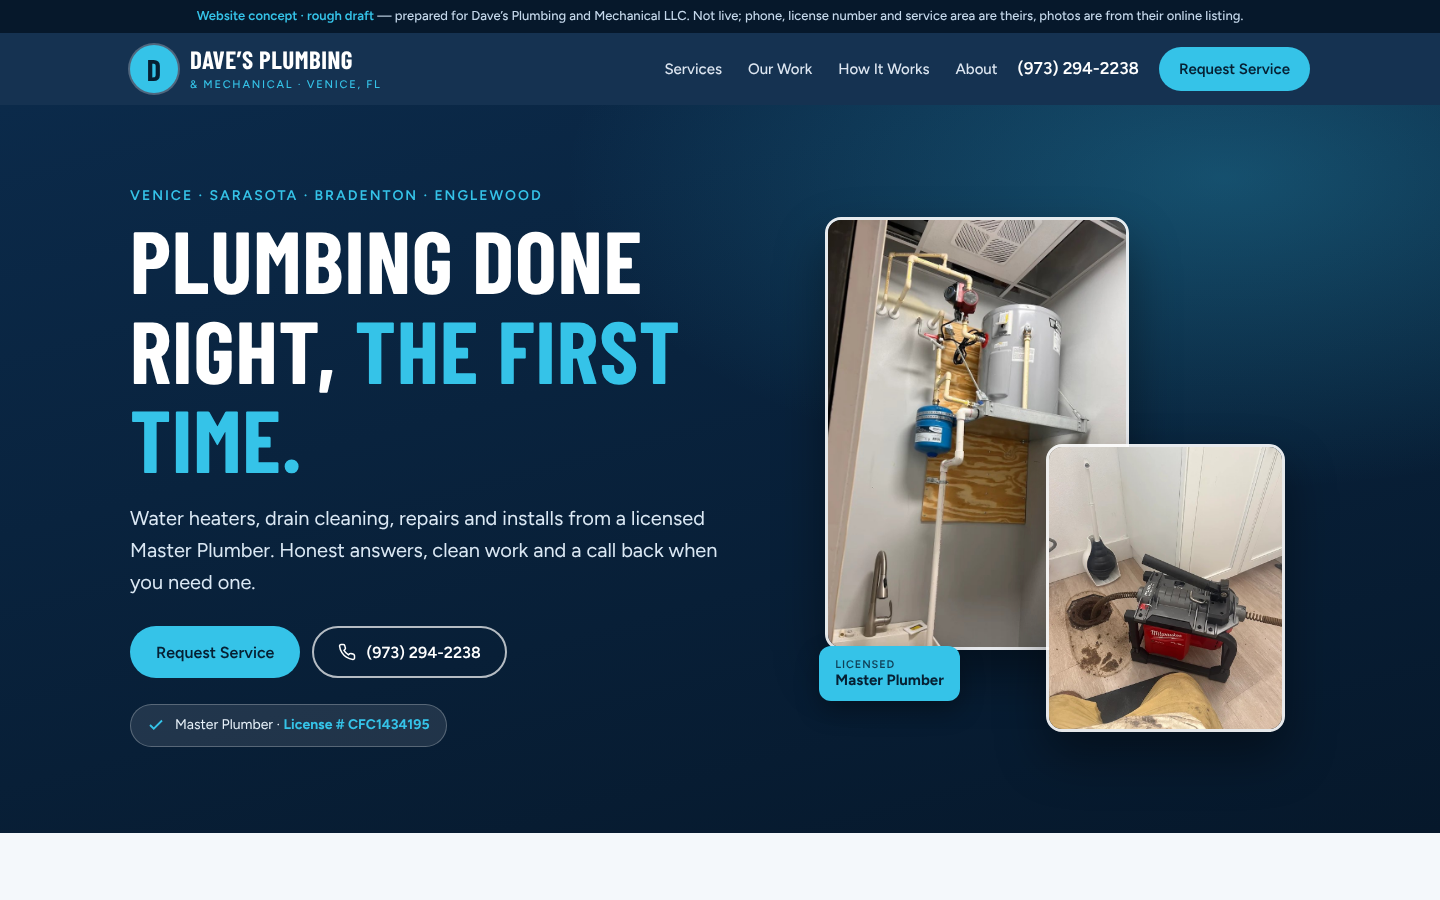 Website concept · rough draft — prepared for Dave's Plumbing and Mechanical LLC. Not live; phone, license number and service area are theirs, photos are from their online listing.
D
DAVE'S PLUMBING
& MECHANICAL · VENICE, FL
Services
Our Work
How It Works
About
(973) 294-2238
Request Service
VENICE · SARASOTA · BRADENTON · ENGLEWOOD
PLUMBING DONE
RIGHT, THE FIRST
TIME.
Water heaters, drain cleaning, repairs and installs from a licensed
Master Plumber. Honest answers, clean work and a call back when
you need one.
Request Service
(973) 294-2238
Master Plumber · License # CFC1434195
LICENSED
Master Plumber
Milwaukee